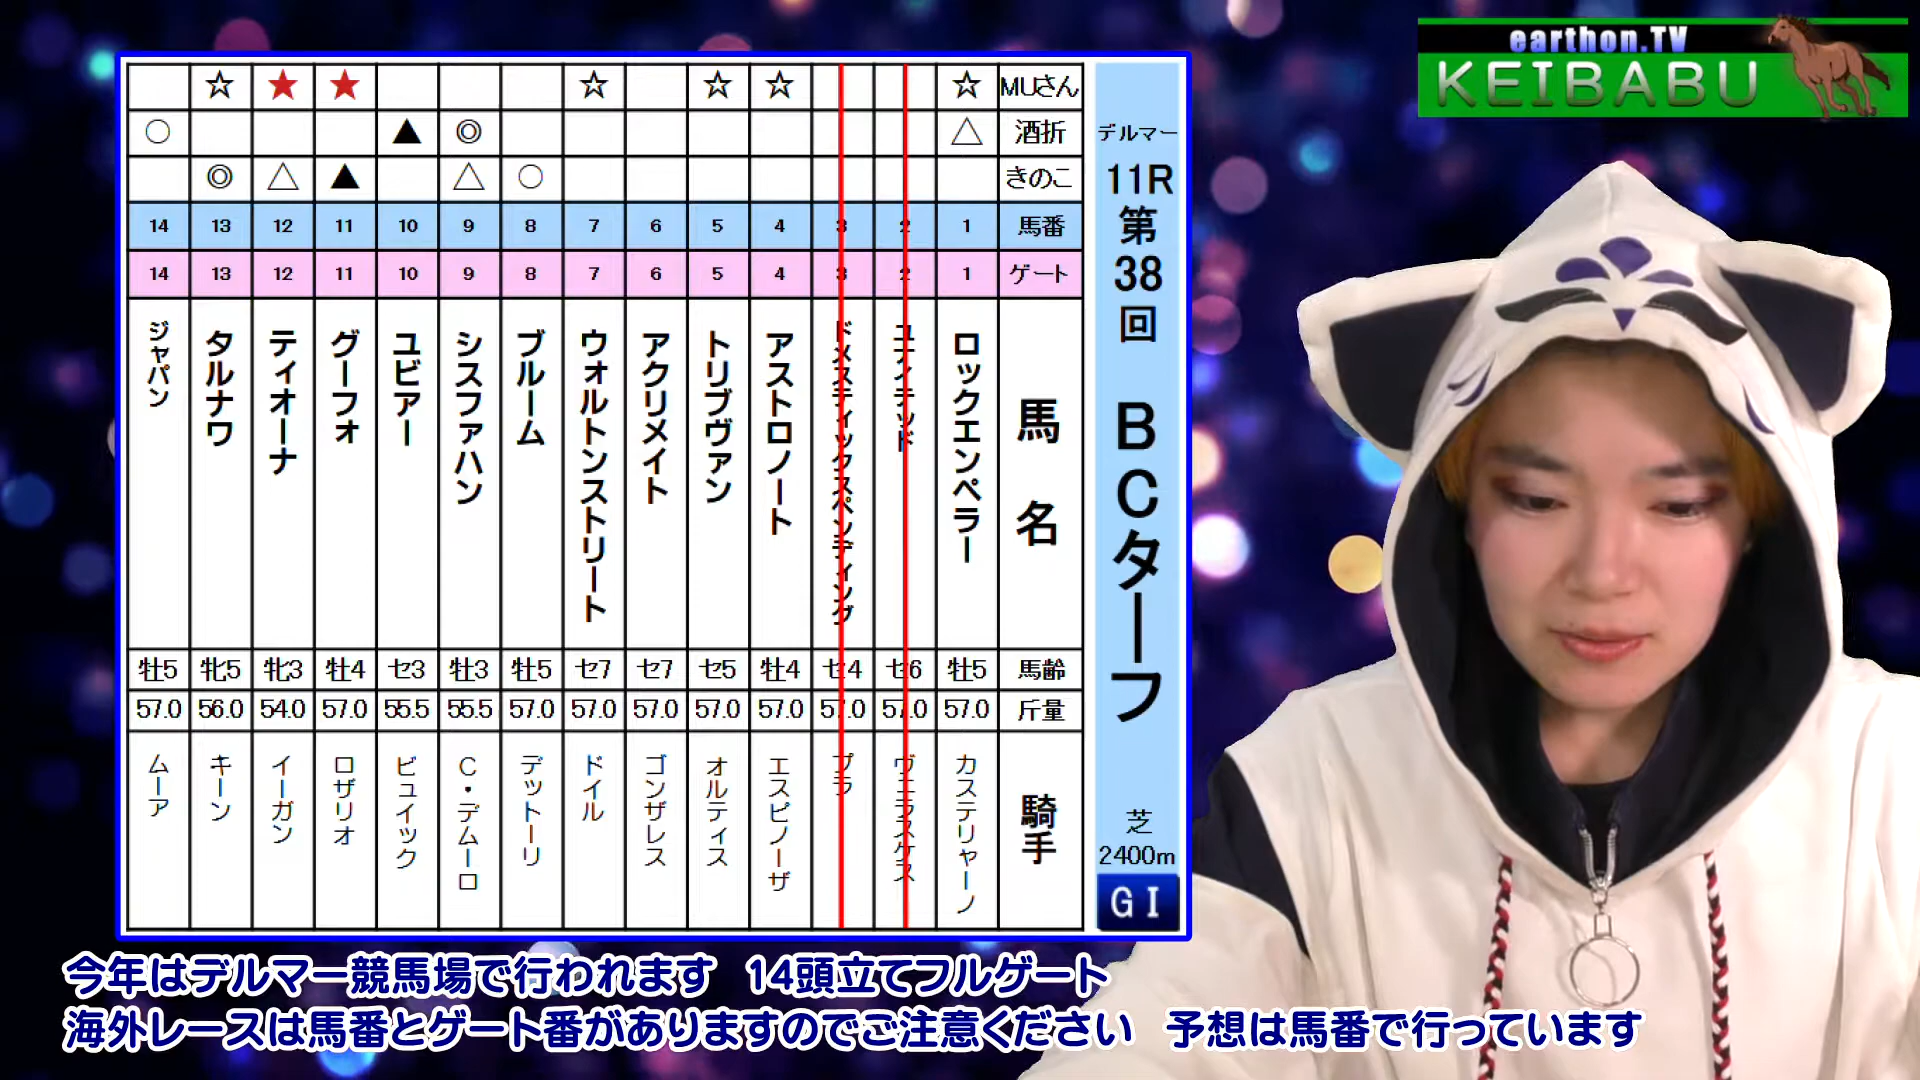 earthon.TV
KEIBABU
デルマー
11R
第
38
回
BCターフ
芝
2400m
GI
☆ ★ ★ ☆ ☆ ☆ ☆ MUさん
○ ▲ ◎ △ 酒折
◎ △ ▲ △ ○ きのこ
14 13 12 11 10 9 8 7 6 5 4 3 2 1 馬番
14 13 12 11 10 9 8 7 6 5 4 3 2 1 ゲート
馬名
ロックエンペラー
ユナイテッド
ドメスティックスペンディング
アストロノート
トリブヴァン
アクリメイト
ウォルトンストリート
ブルーム
シスファハン
ユビアー
グーフォ
ティオーナ
タルナワ
ジャパン
牡5 牝5 牝3 牡4 セ3 牡3 牡5 セ7 セ7 セ5 牡4 セ4 セ6 牡5 馬齢
57.0 56.0 54.0 57.0 55.5 55.5 57.0 57.0 57.0 57.0 57.0 57.0 57.0 57.0 斤量
騎手
カステリャーノ
ヴェラスケス
プラ
エスピノーザ
オルティス
ゴンザレス
ドイル
デットーリ
C・デムーロ
ビュイック
ロザリオ
イーガン
キーン
ムーア
今年はデルマー競馬場で行われます 14頭立てフルゲート
海外レースは馬番とゲート番がありますのでご注意ください 予想は馬番で行っています